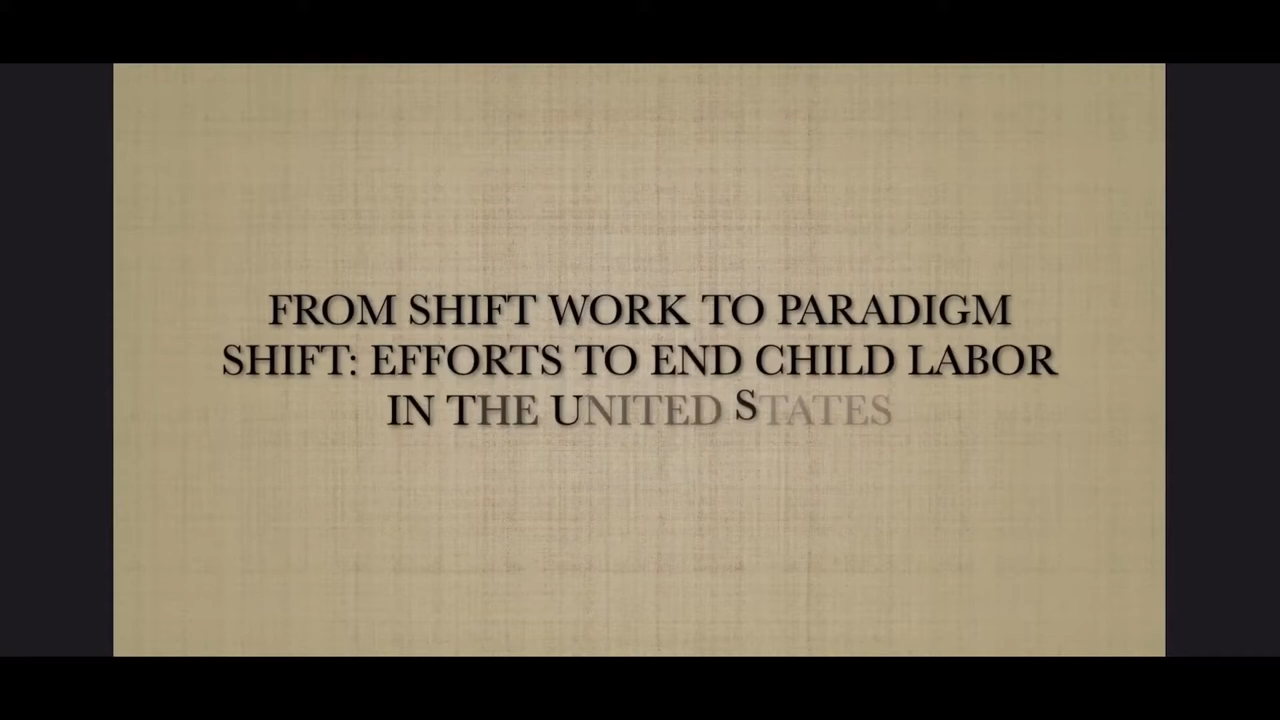 FROM SHIFT WORK TO PARADIGM
SHIFT: EFFORTS TO END CHILD LABOR
IN THE UNITED STATES